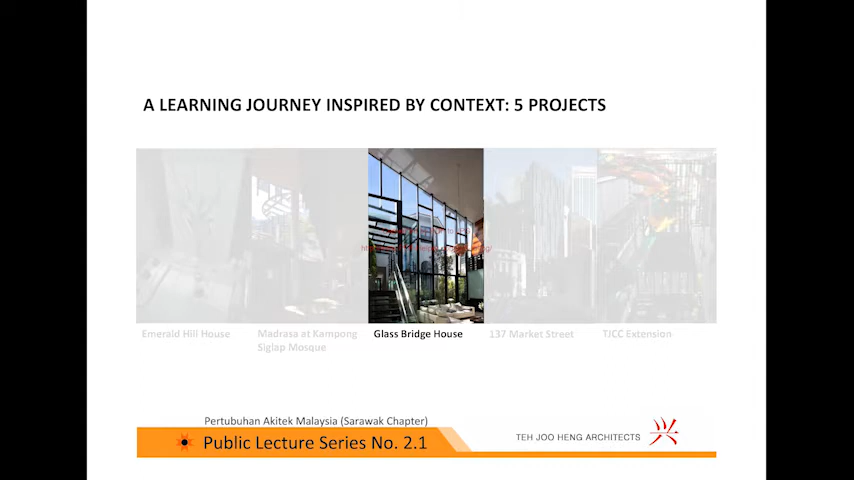 A LEARNING JOURNEY INSPIRED BY CONTEXT: 5 PROJECTS
Emerald Hill House
Madrasa at Kampong
Siglap Mosque
Glass Bridge House
137 Market Street
TJCC Extension
Pertubuhan Akitek Malaysia (Sarawak Chapter)
Public Lecture Series No. 2.1
TEH JOO HENG ARCHITECTS
兴